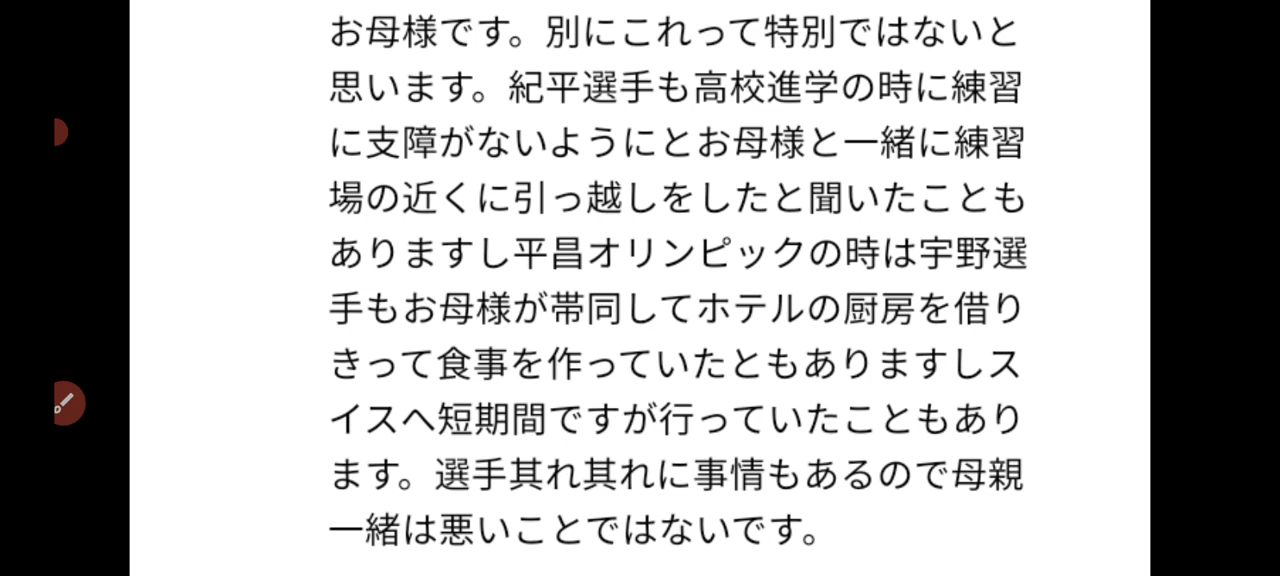 お母様です。別にこれって特別ではないと
思います。紀平選手も高校進学の時に練習
に支障がないようにとお母様と一緒に練習
場の近くに引っ越しをしたと聞いたことも
ありますし平昌オリンピックの時は宇野選
手もお母様が帯同してホテルの厨房を借り
きって食事を作っていたともありますしス
イスへ短期間ですが行っていたこともあり
ます。選手其れ其れに事情もあるので母親
一緒は悪いことではないです。